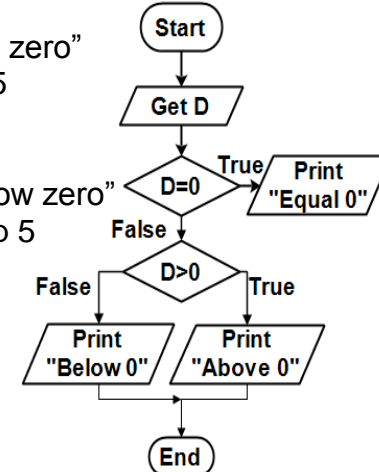 Start
zero”
5
Get D
True
Print
"Equal 0"
D=0
zero”
5
False
D>0
False
True
Print
"Below 0"
Print
"Above 0"
End